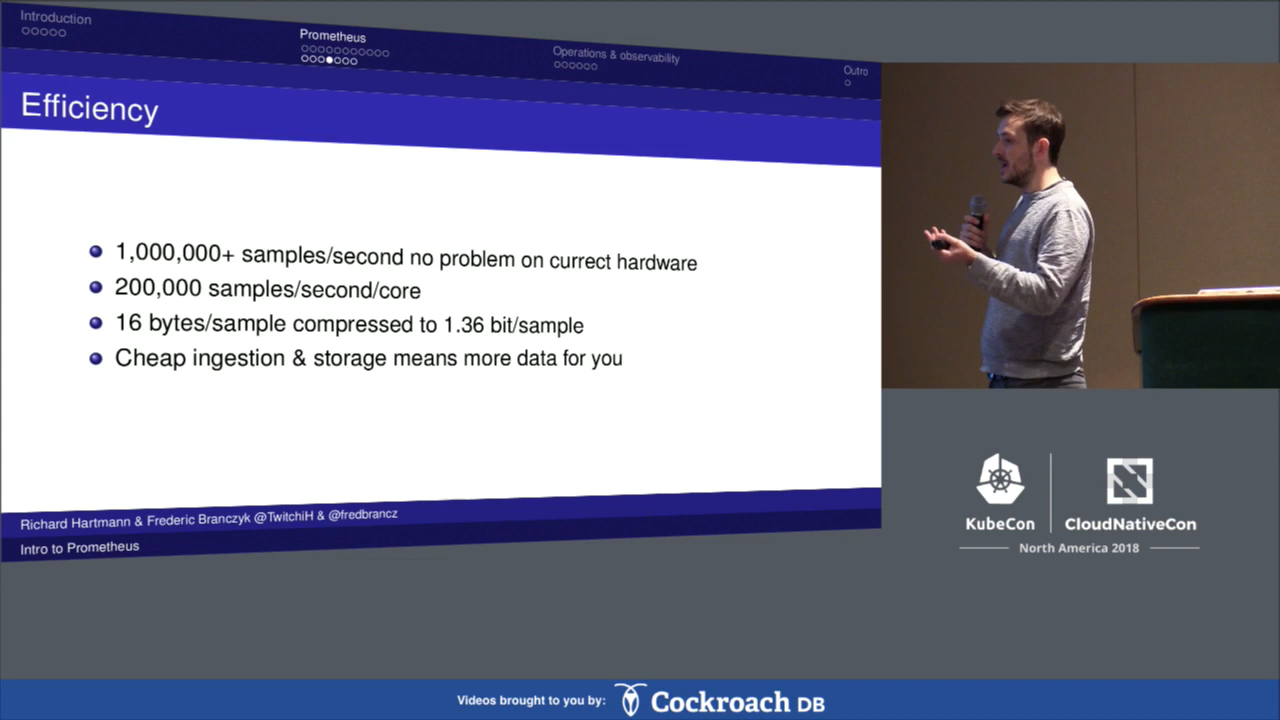 Introduction
Prometheus
Operations & observability
Outro
Efficiency
1,000,000+ samples/second no problem on currect hardware
200,000 samples/second/core
16 bytes/sample compressed to 1.36 bit/sample
Cheap ingestion & storage means more data for you
Richard Hartmann & Frederic Branczyk @TwitchiH & @fredbrancz
Intro to Prometheus
KubeCon
CloudNativeCon
North America 2018
Videos brought to you by:
Cockroach DB